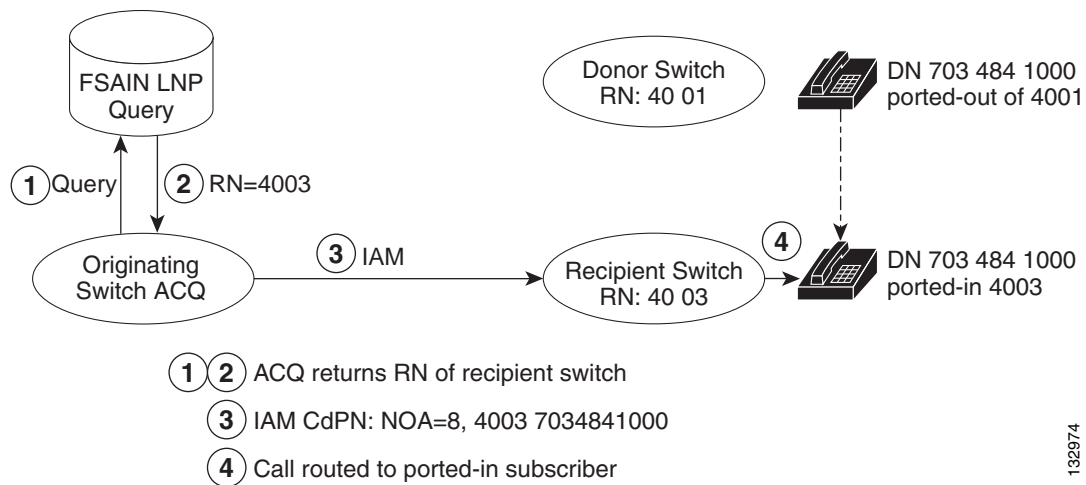 FSAIN LNP
Query
Donor Switch
RN: 40 01
DN 703 484 1000
ported-out of 4001
1 Query
2 RN=4003
Originating
Switch ACQ
3 IAM
Recipient Switch
RN: 40 03
4
DN 703 484 1000
ported-in 4003
1 2 ACQ returns RN of recipient switch
3 IAM CdPN: NOA=8, 4003 7034841000
4 Call routed to ported-in subscriber
132974